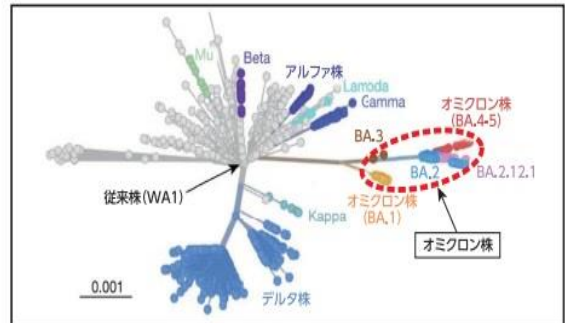 Mu
Beta
アルファ株
Lamoda
Gamma
オミクロン株
(BA.4-5)
BA.3
BA.2
BA.2.12.1
従来株(WA1)
オミクロン株
(BA.1)
Kappa
オミクロン株
0.001
デルタ株